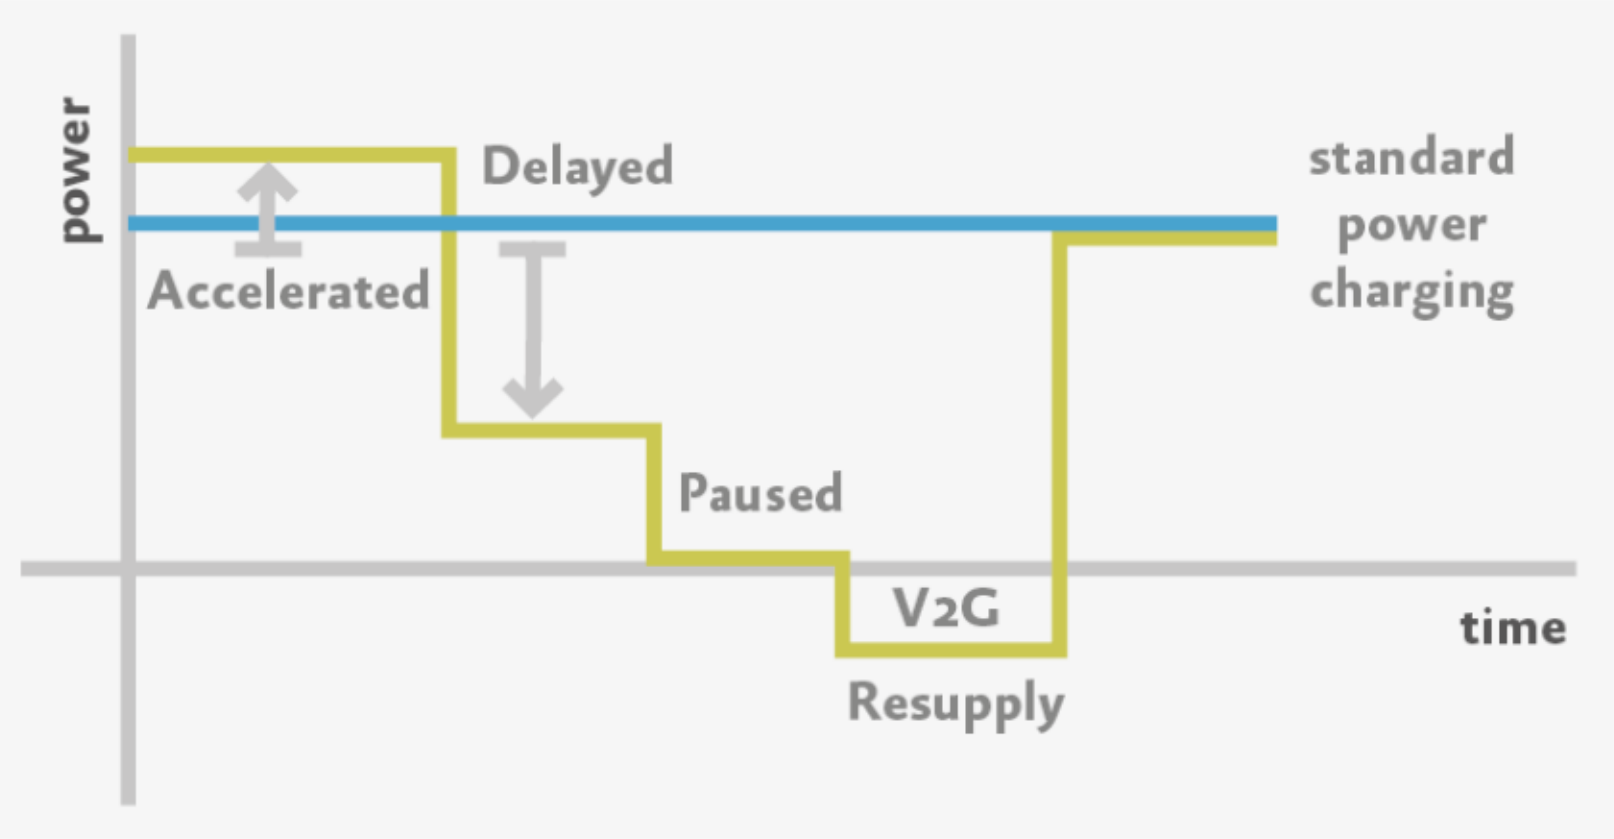 power
Delayed
Accelerated
standard
power
charging
Paused
V2G
time
Resupply